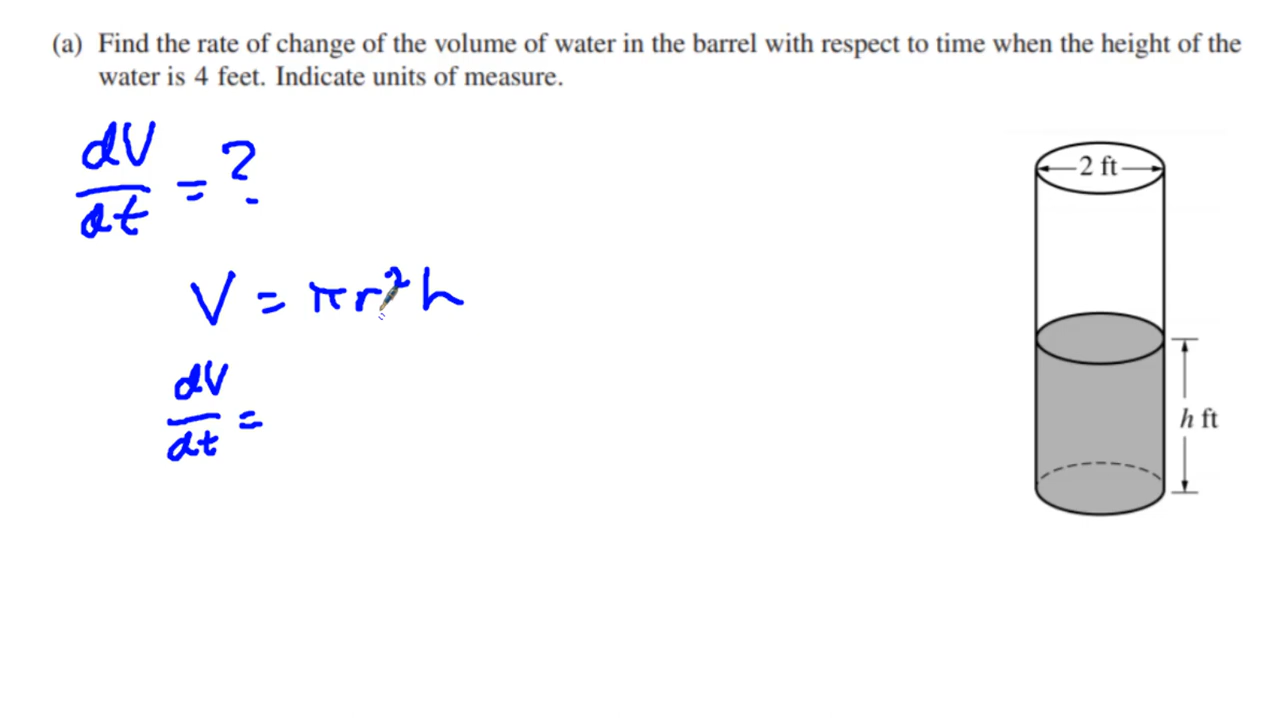 (a) Find the rate of change of the volume of water in the barrel with respect to time when the height of the
water is 4 feet. Indicate units of measure.
dV/dt = ?
2 ft
V = πr²h
dV/dt =
h ft